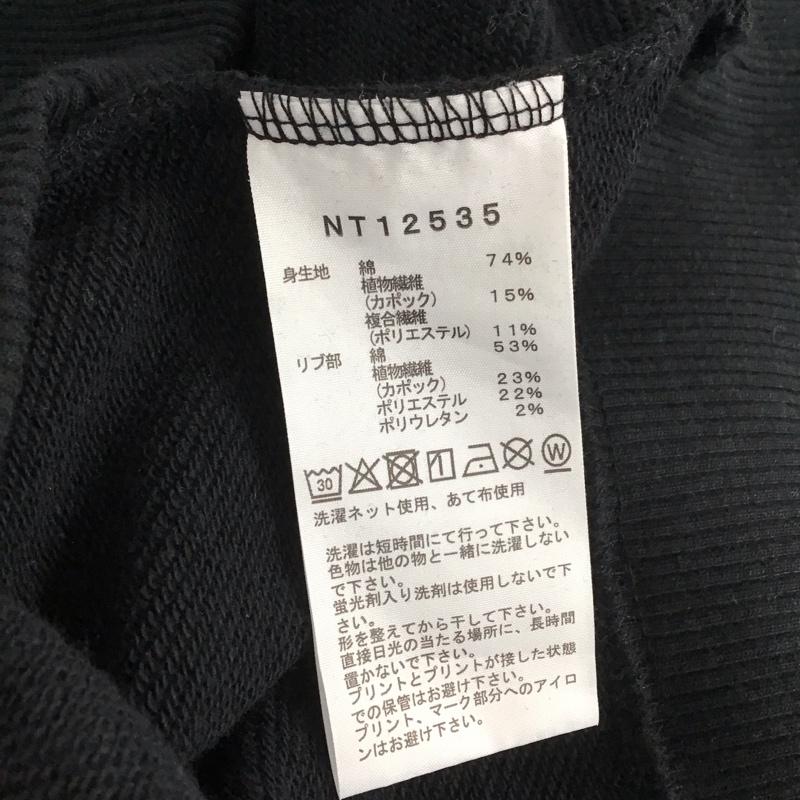 NT12535
身生地 綿 74%
植物繊維
(カポック) 15%
複合繊維
(ポリエステル) 11%
リブ部 綿 53%
植物繊維
(カポック) 23%
ポリエステル 22%
ポリウレタン 2%
30 W
洗濯ネット使用、あて布使用
洗濯は短時間にて行って下さい。
色物は他の物と一緒に洗濯しない
で下さい。
蛍光剤入り洗剤は使用しないで下
さい。
形を整えてから干して下さい。
直接日光の当たる場所に、長時間
置かないで下さい。
プリントとプリントが接した状態
での保管はお避け下さい。
プリント、マーク部分へのアイロ
ンはお避け下さい。